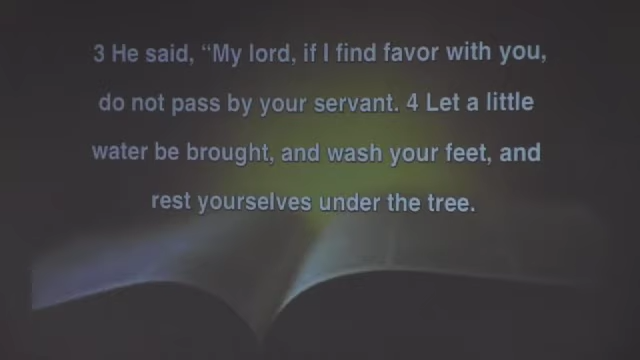 3 He said, “My lord, if I find favor with you,
do not pass by your servant. 4 Let a little
water be brought, and wash your feet, and
rest yourselves under the tree.